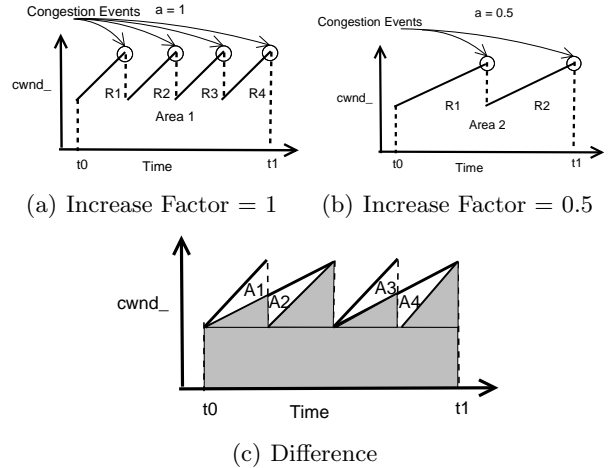 Congestion Events
a = 1
cwnd_
R1
R2
R3
R4
Area 1
t0
Time
t1
(a) Increase Factor = 1
Congestion Events
a = 0.5
cwnd_
R1
R2
Area 2
t0
Time
t1
(b) Increase Factor = 0.5
cwnd_
A1
A2
A3
A4
t0
Time
t1
(c) Difference